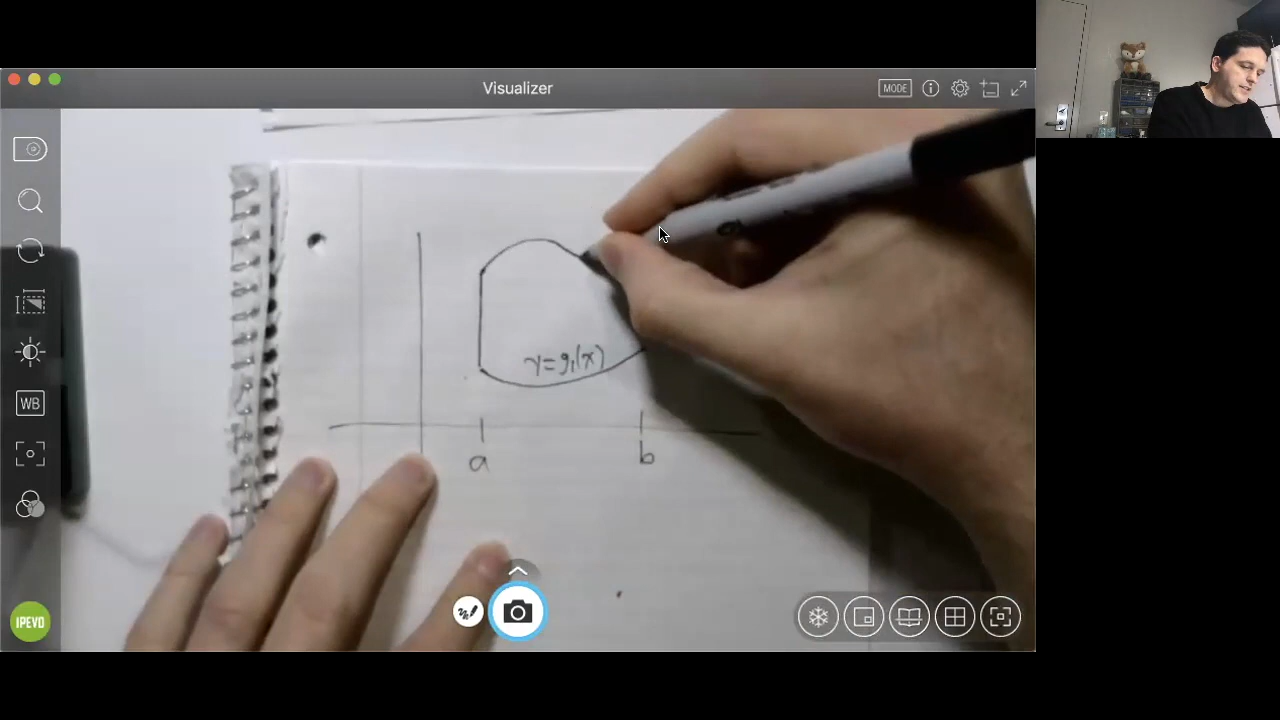 Visualizer
MODE
WB
y=g₁(x)
a
b
IPEVO